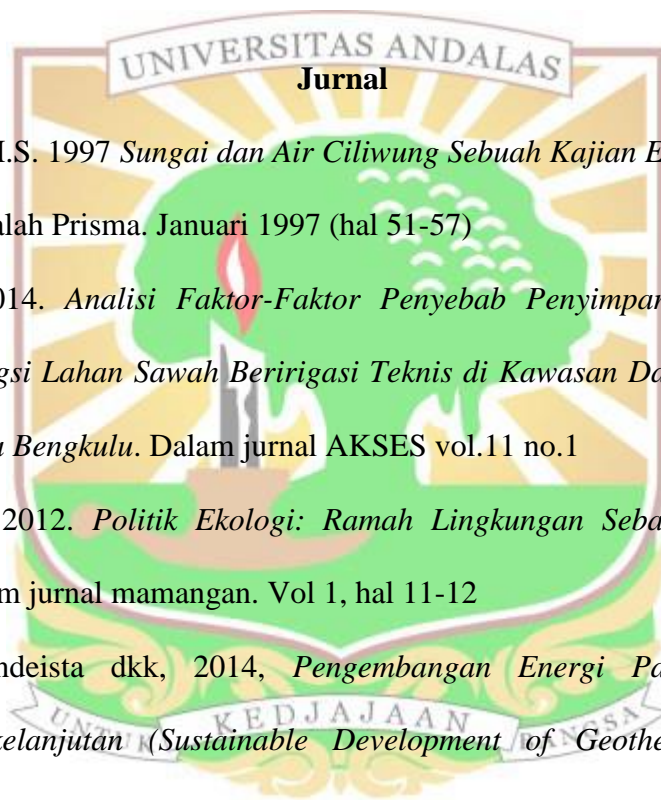 UNIVERSITAS ANDALAS
Jurnal
I.S. 1997 Sungai dan Air Ciliwung Sebuah Kajian E
alah Prisma. Januari 1997 (hal 51-57)
014. Analisi Faktor-Faktor Penyebab Penyimpan
gsi Lahan Sawah Beririgasi Teknis di Kawasan Da
Bengkulu. Dalam jurnal AKSES vol.11 no.1
2012. Politik Ekologi: Ramah Lingkungan Seba
m jurnal mamangan. Vol 1, hal 11-12
ndeista dkk, 2014, Pengembangan Energi Pa
UNTUK KEDJAJAAN BANGSA
kelanjutan (Sustainable Development of Geothe